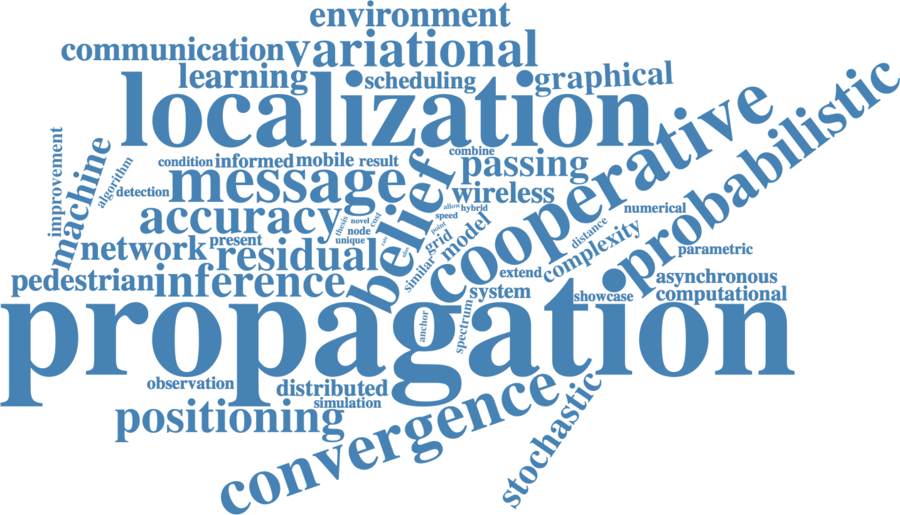 environment
communication
variational
learning
scheduling
graphical
localization
cooperative
probabilistic
improvement
machine
algorithm
condition
informed
mobile
result
combine
passing
detection
message
belief
wireless
allow
hybrid
speed
accuracy
thesis
novel
cost
node
unique
point
grid
model
similar
distance
numerical
complexity
parametric
network
present
residual
pedestrian
inference
extend
system
showcase
asynchronous
computational
propagation
anchor
spectrum
observation
distributed
simulation
positioning
convergence
stochastic